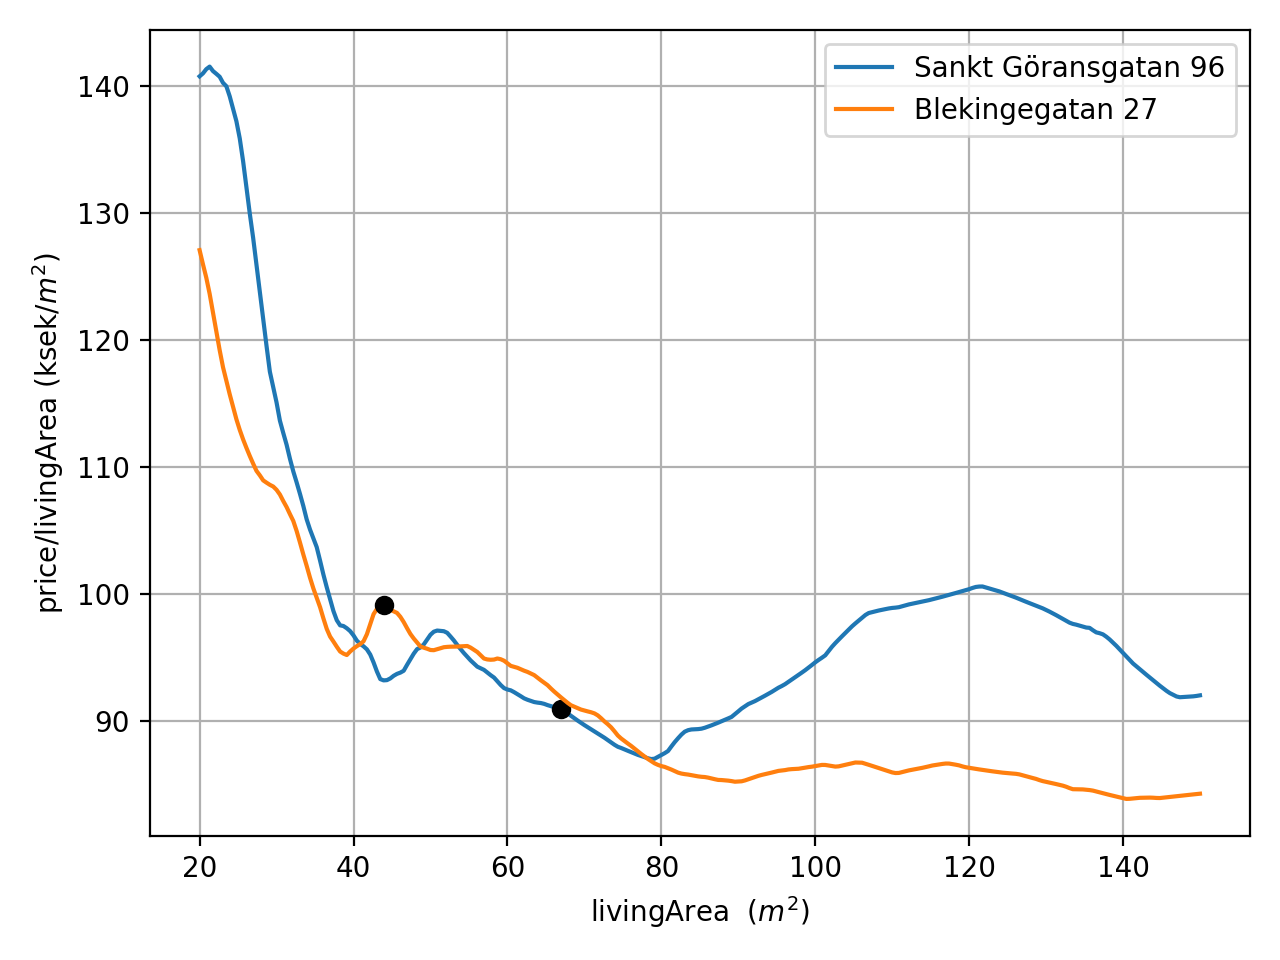 Sankt Göransgatan 96
Blekingegatan 27
140
130
120
110
100
90
price/livingArea (ksek/m²)
20 40 60 80 100 120 140
livingArea (m²)